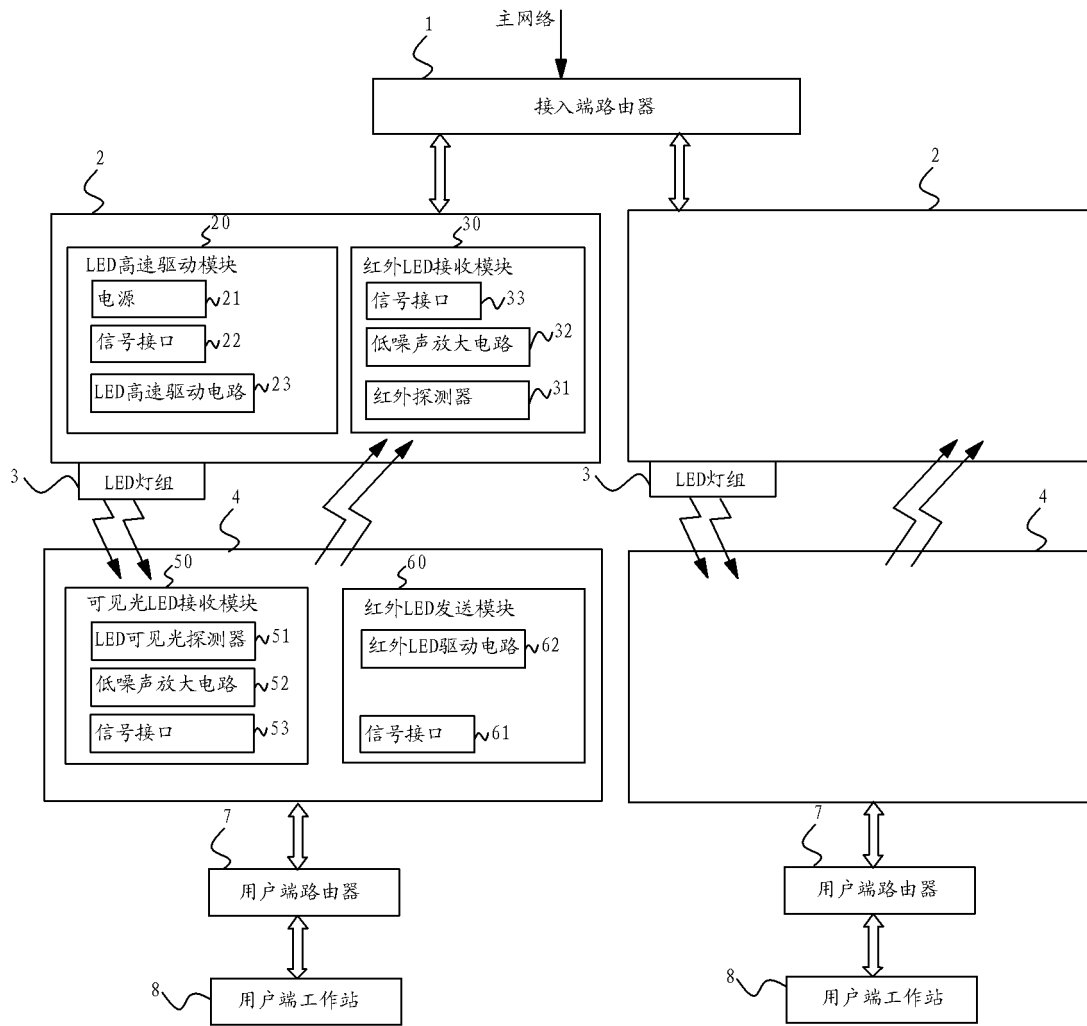 主网络
1
接入端路由器
2
2
20
30
LED高速驱动模块
电源
21
信号接口
22
LED高速驱动电路
23
红外LED接收模块
信号接口
33
低噪声放大电路
32
红外探测器
31
3
LED灯组
3
LED灯组
4
4
50
60
可见光LED接收模块
LED可见光探测器
51
低噪声放大电路
52
信号接口
53
红外LED发送模块
红外LED驱动电路
62
信号接口
61
7
用户端路由器
7
用户端路由器
8
用户端工作站
8
用户端工作站